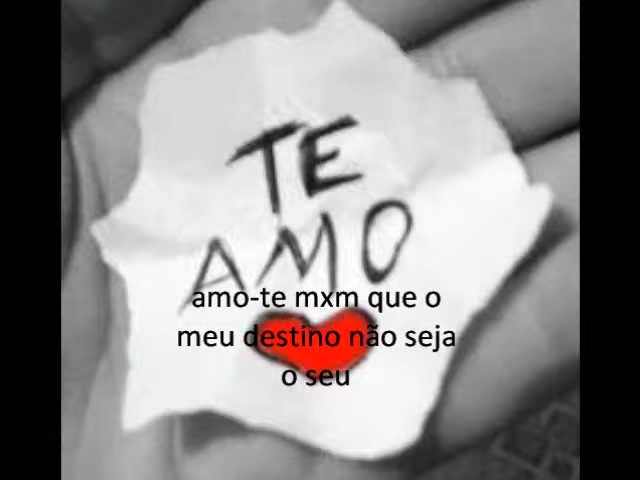 TE
AMO
amo-te mxm que o
meu destino não seja
o seu